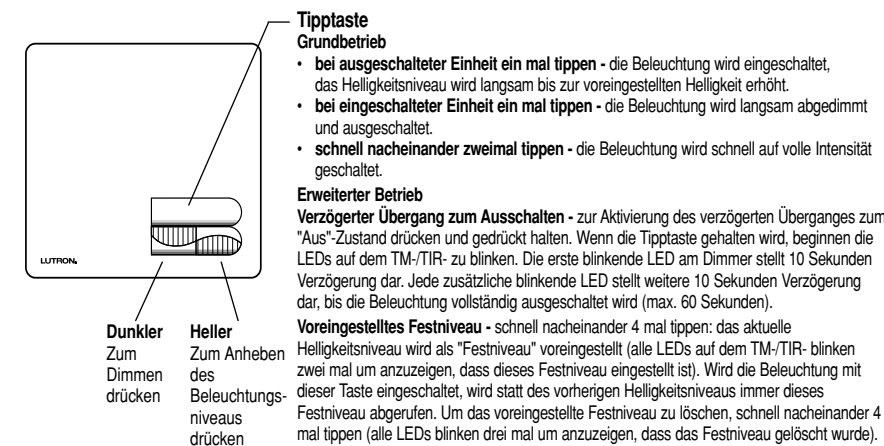 Tipptaste
Grundbetrieb
• bei ausgeschalteter Einheit ein mal tippen - die Beleuchtung wird eingeschaltet,
das Helligkeitsniveau wird langsam bis zur voreingestellten Helligkeit erhöht.
• bei eingeschalteter Einheit ein mal tippen - die Beleuchtung wird langsam abgedimmt
und ausgeschaltet.
• schnell nacheinander zweimal tippen - die Beleuchtung wird schnell auf volle Intensität
geschaltet.
Erweiterter Betrieb
Verzögerter Übergang zum Ausschalten - zur Aktivierung des verzögerten Überganges zum
"Aus"-Zustand drücken und gedrückt halten. Wenn die Tipptaste gehalten wird, beginnen die
LEDs auf dem TM-/TIR- zu blinken. Die erste blinkende LED am Dimmer stellt 10 Sekunden
Verzögerung dar. Jede zusätzliche blinkende LED stellt weitere 10 Sekunden Verzögerung
dar, bis die Beleuchtung vollständig ausgeschaltet wird (max. 60 Sekunden).
Voreingestelltes Festniveau - schnell nacheinander 4 mal tippen: das aktuelle
Helligkeitsniveau wird als "Festniveau" voreingestellt (alle LEDs auf dem TM-/TIR- blinken
zwei mal um anzuzeigen, dass dieses Festniveau eingestellt ist). Wird die Beleuchtung mit
dieser Taste eingeschaltet, wird statt des vorherigen Helligkeitsniveaus immer dieses
Festniveau abgerufen. Um das voreingestellte Festniveau zu löschen, schnell nacheinander 4
mal tippen (alle LEDs blinken drei mal um anzuzeigen, dass das Festniveau gelöscht wurde).
LUTRON
Dunkler
Zum
Dimmen
drücken
Heller
Zum Anheben
des
Beleuchtungs-
niveaus
drücken